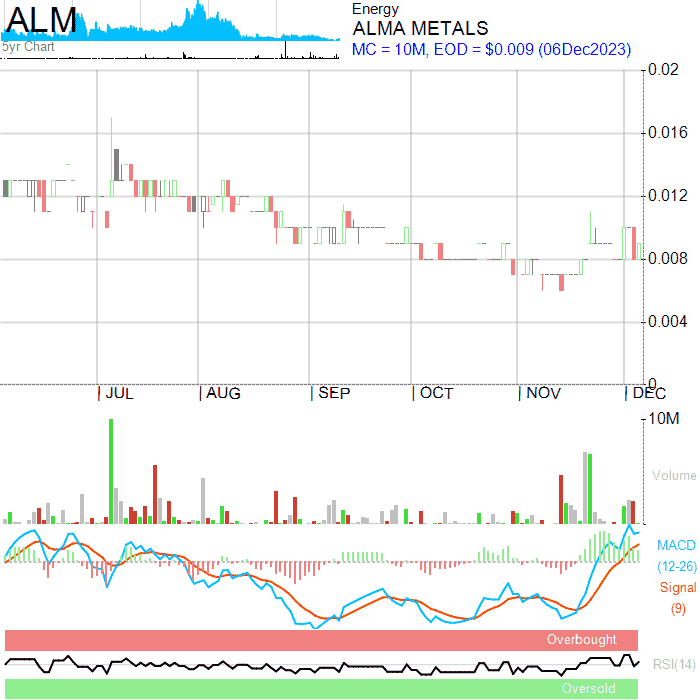 ALM
5yr Chart
Energy
ALMA METALS
MC = 10M, EOD = $0.009 (06Dec2023)
0.02
0.016
0.012
0.008
0.004
0
JUL
AUG
SEP
OCT
NOV
DEC
10M
Volume
MACD
(12-26)
Signal
(9)
Overbought
RSI(14)
Oversold